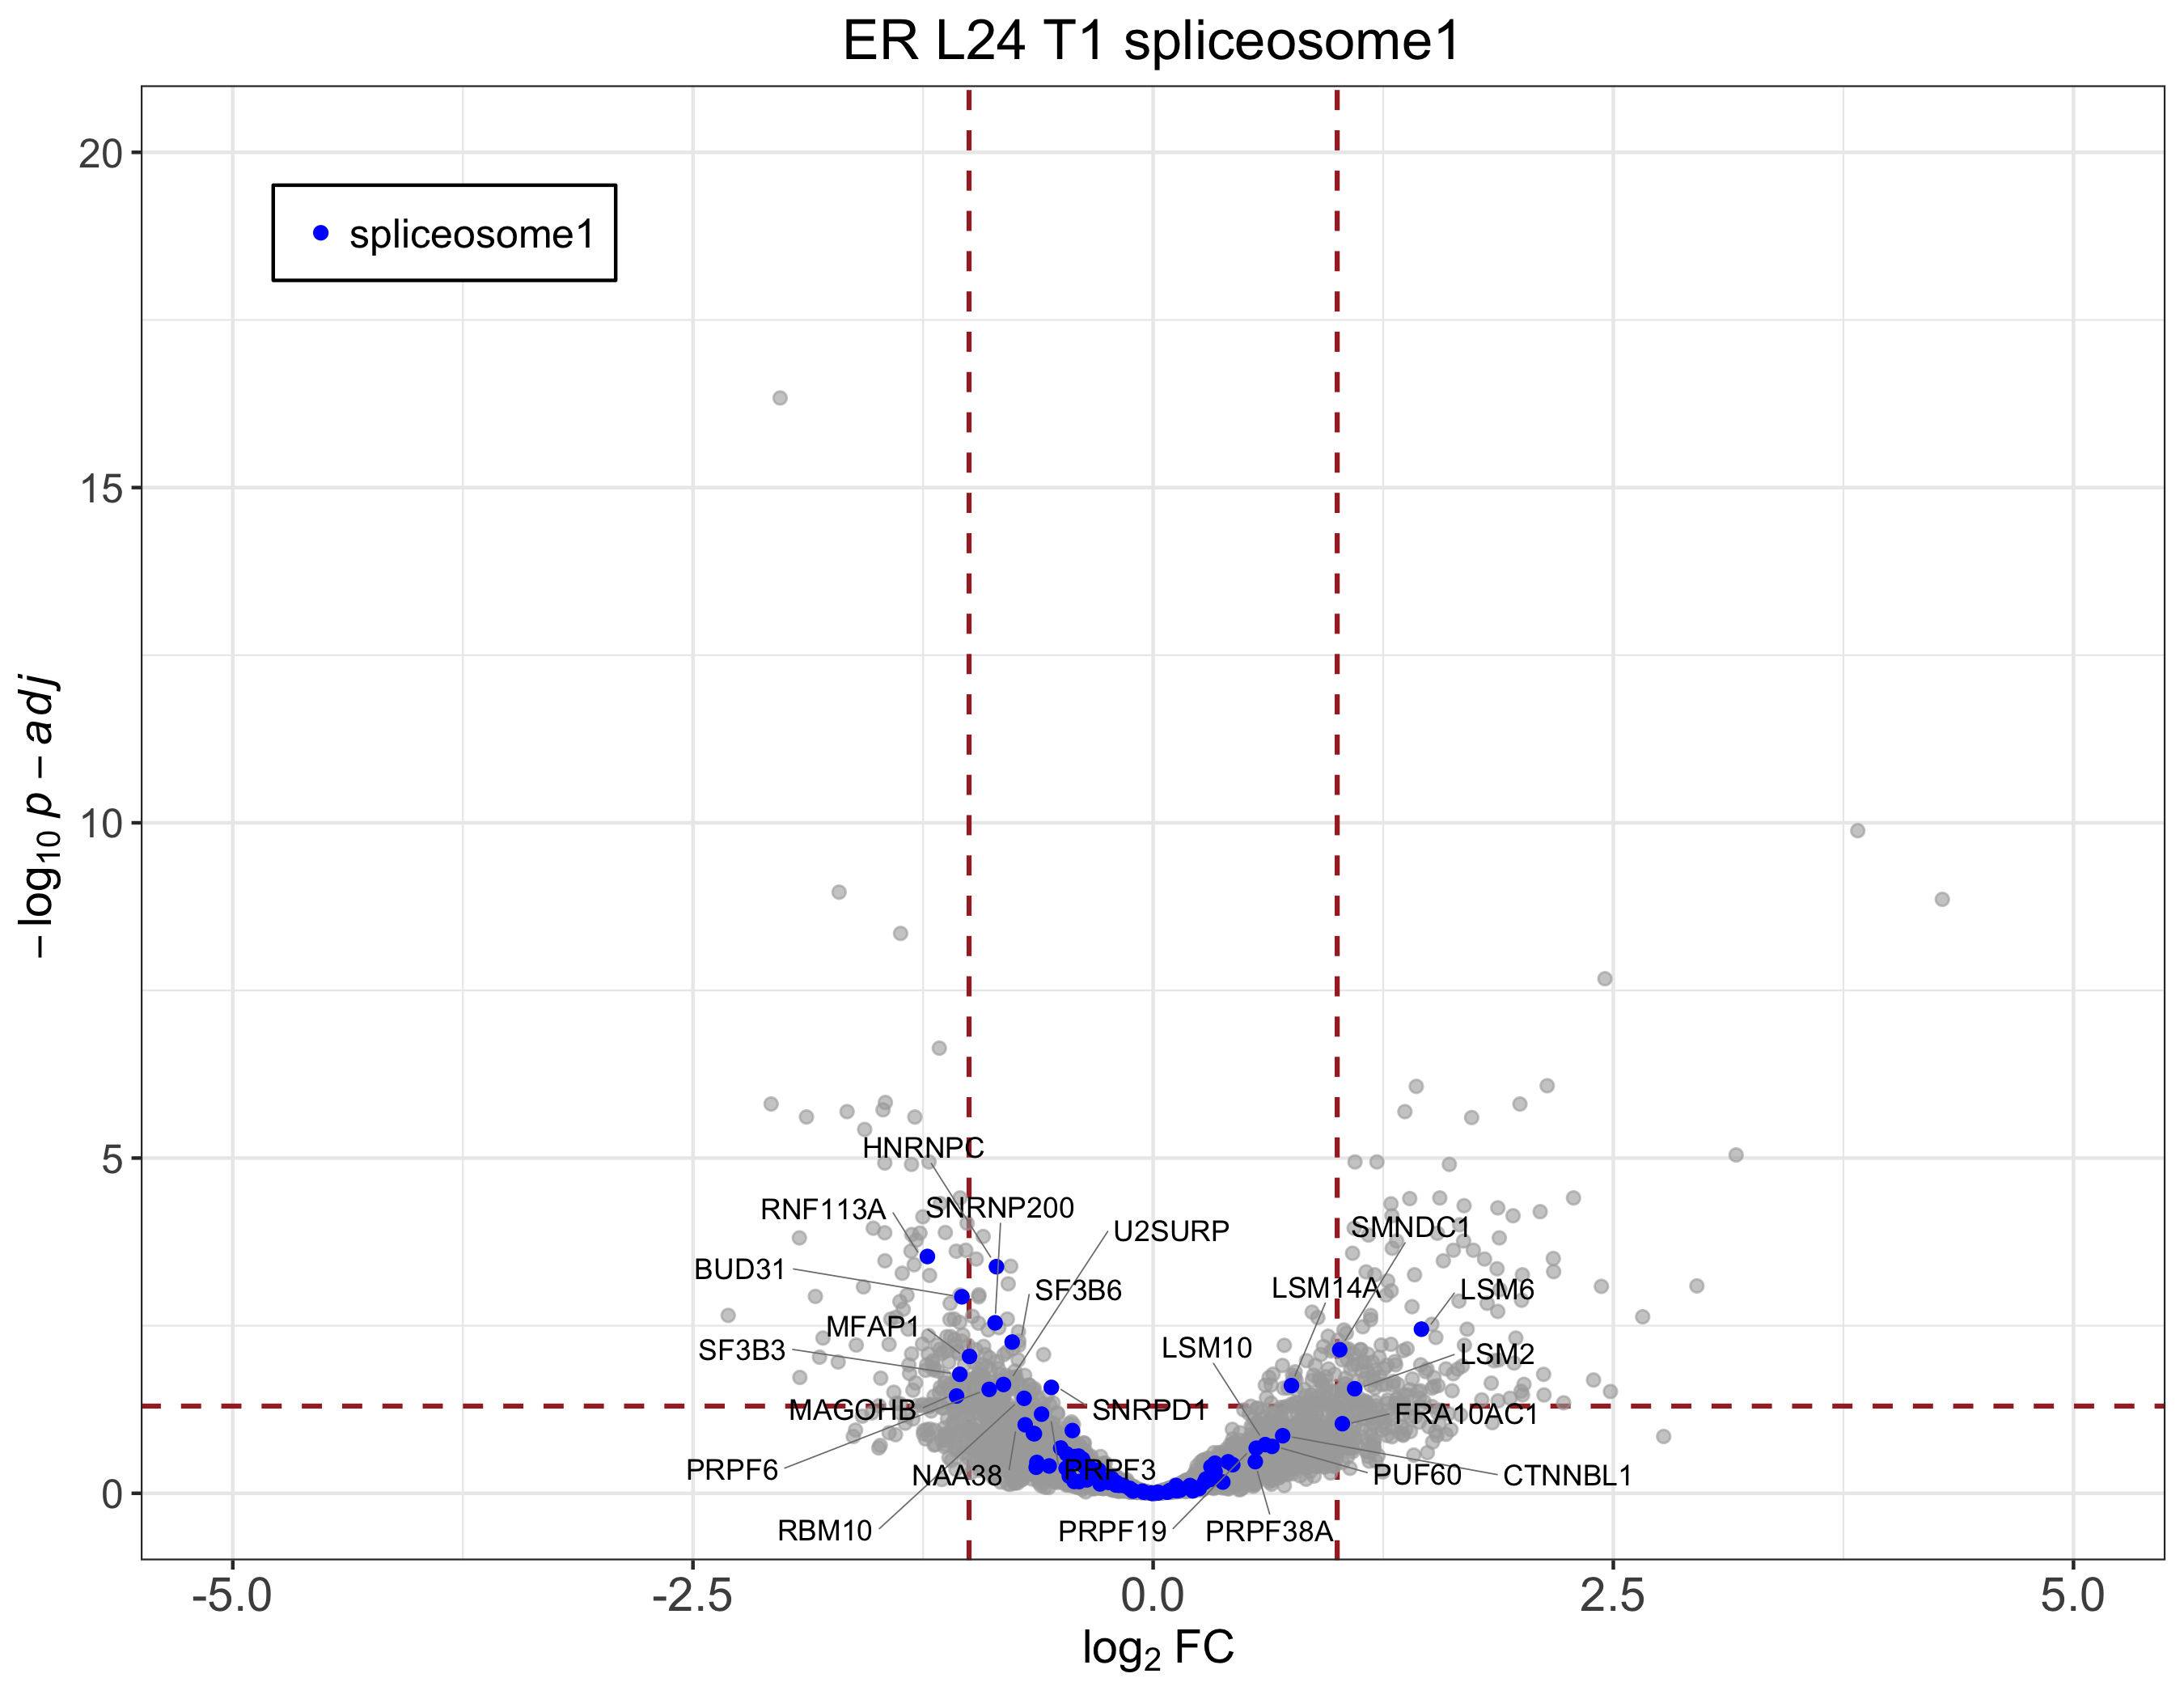 ER L24 T1 spliceosome1
20
spliceosome1
15
10
5
0
−log10 p − adj
HNRNPC
RNF113A
SNRNP200
U2SURP
SMNDC1
BUD31
SF3B6
LSM14A
LSM6
MFAP1
SF3B3
LSM10
LSM2
MAGOHB
SNRPD1
FRA10AC1
PRPF6
NAA38
PRPF3
PUF60
CTNNBL1
RBM10
PRPF19
PRPF38A
-5.0
-2.5
0.0
2.5
5.0
log2 FC